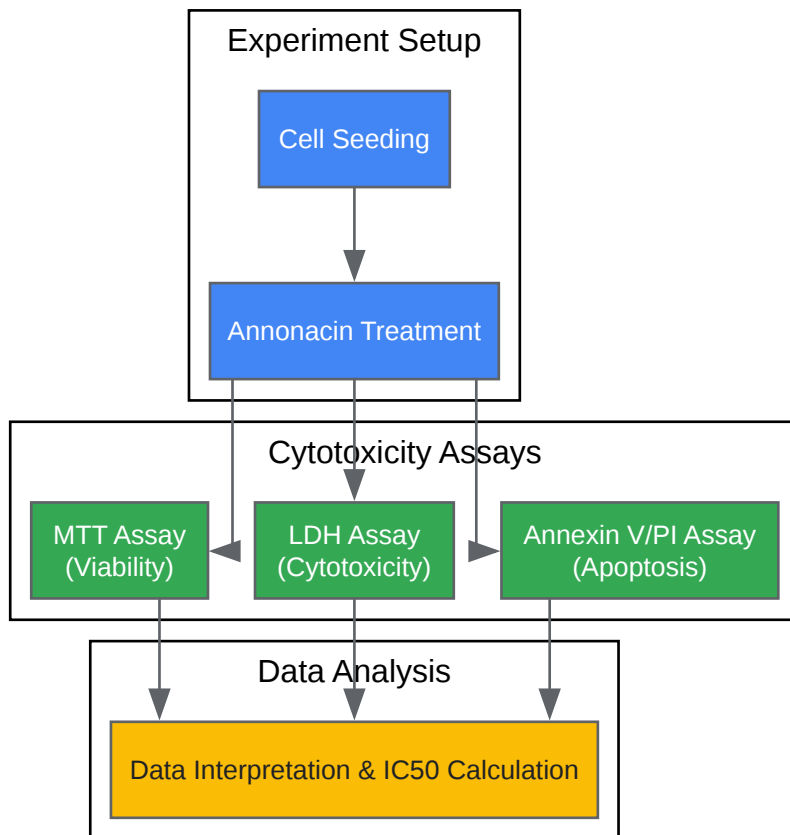 Experiment Setup
Cell Seeding
Annonacin Treatment
Cytotoxicity Assays
MTT Assay
(Viability)
LDH Assay
(Cytotoxicity)
Annexin V/PI Assay
(Apoptosis)
Data Analysis
Data Interpretation & IC50 Calculation